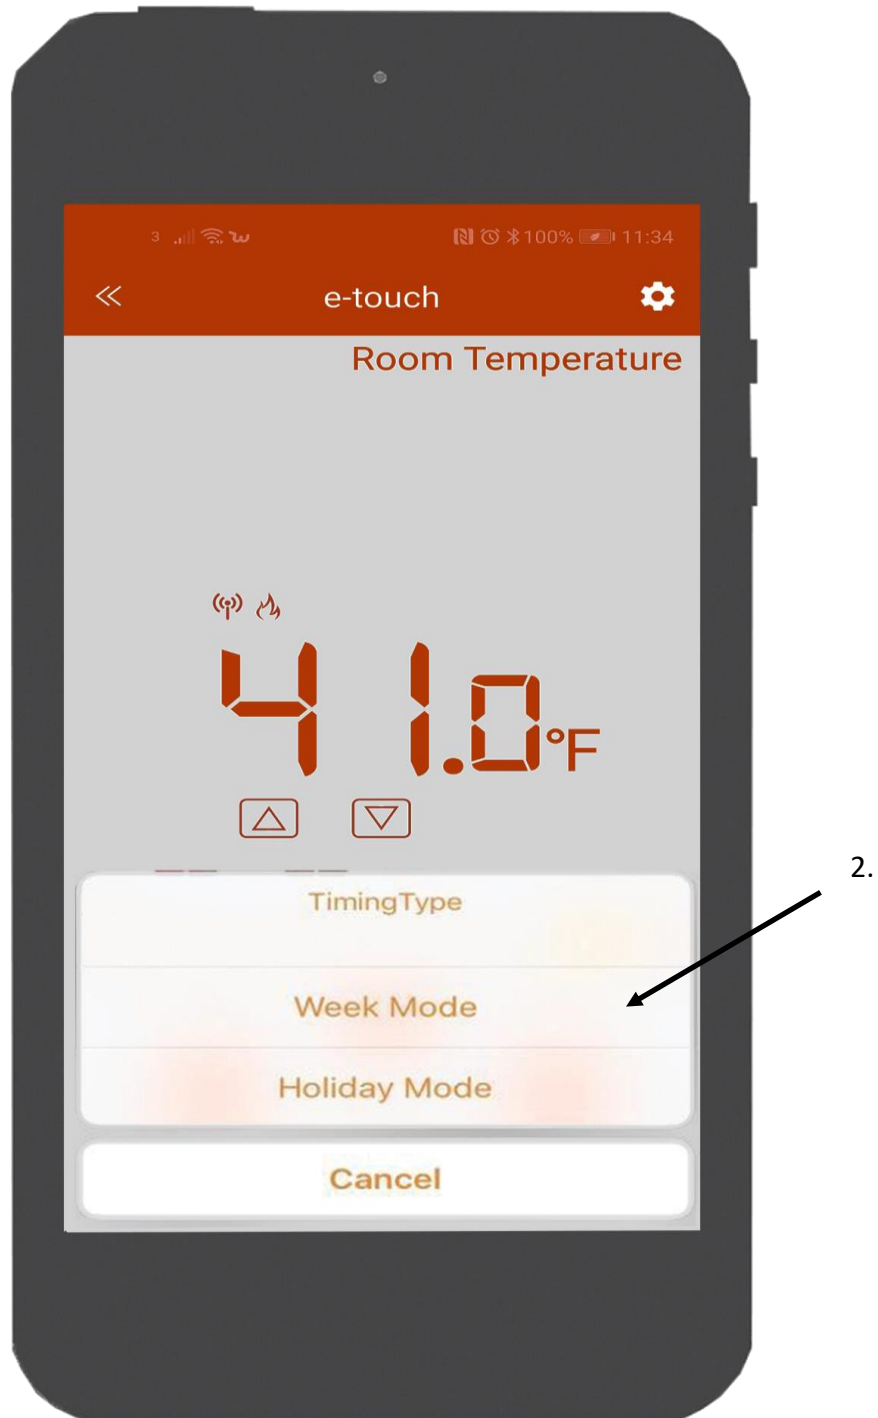 3 100% 11:34
e-touch
Room Temperature
41.0°F
2.
TimingType
Week Mode
Holiday Mode
Cancel